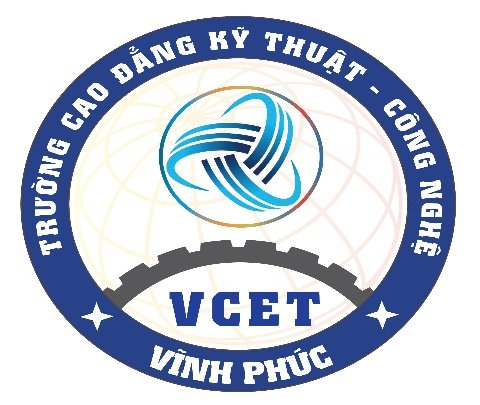 TRƯỜNG CAO ĐẲNG KỸ THUẬT - CÔNG NGHỆ
VCET
VĨNH PHÚC